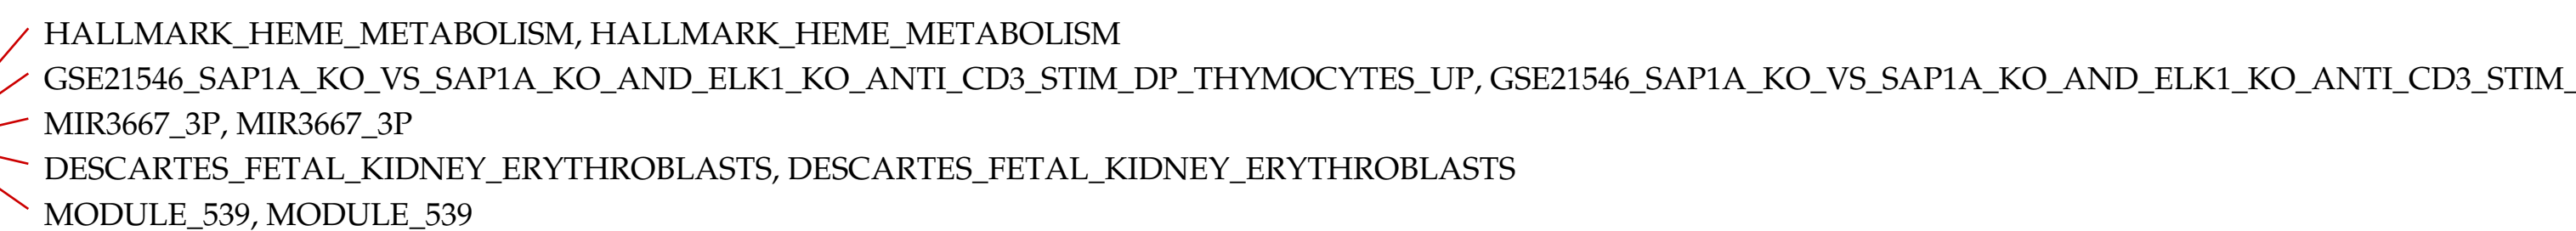 HALLMARK_HEME_METABOLISM, HALLMARK_HEME_METABOLISM
GSE21546_SAP1A_KO_VS_SAP1A_KO_AND_ELK1_KO_ANTI_CD3_STIM_DP_THYMOCYTES_UP, GSE21546_SAP1A_KO_VS_SAP1A_KO_AND_ELK1_KO_ANTI_CD3_STIM_
MIR3667_3P, MIR3667_3P
DESCARTES_FETAL_KIDNEY_ERYTHROBLASTS, DESCARTES_FETAL_KIDNEY_ERYTHROBLASTS
MODULE_539, MODULE_539